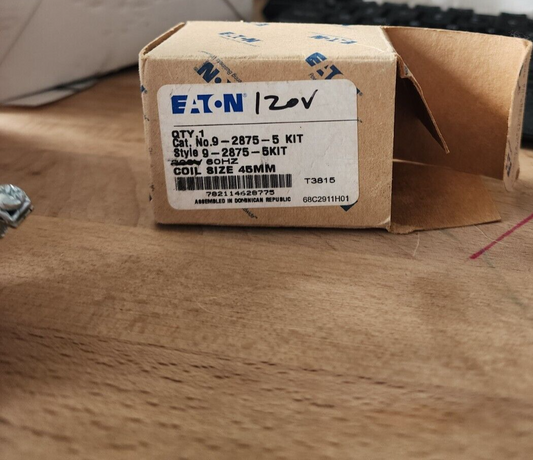 EATON 120V
QTY.1
Cat. No.9-2875-5 KIT
Style 9-2875-5KIT
60HZ
COIL SIZE 45MM
T3815
782114428775
ASSEMBLED IN DOMINICAN REPUBLIC
68C2911H01